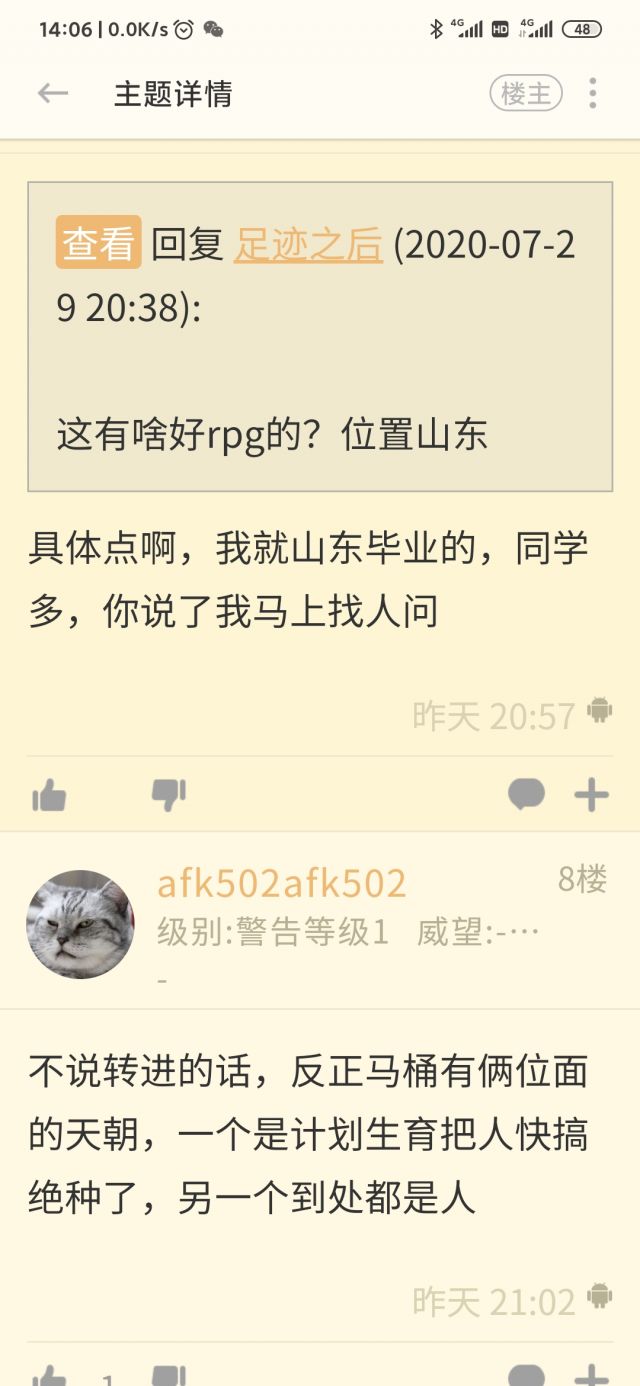 14:06 | 0.0K/s 4G HD 4G 48
主题详情 楼主
查看 回复 足迹之后 (2020-07-2
9 20:38):
这有啥好rpg的？位置山东
具体点啊，我就山东毕业的，同学
多，你说了我马上找人问
昨天 20:57
afk502afk502 8楼
级别:警告等级1 威望:-…
-
不说转进的话，反正马桶有俩位面
的天朝，一个是计划生育把人快搞
绝种了，另一个到处都是人
昨天 21:02
1